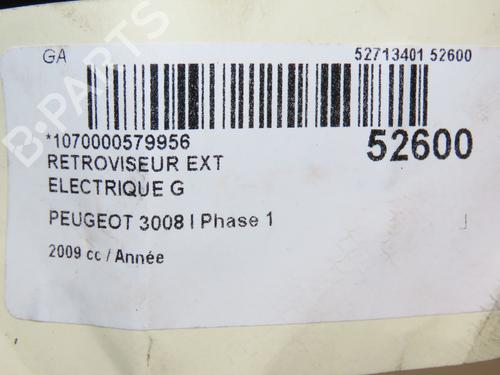 GA
52713401 52600
*1070000579956
52600
RETROVISEUR EXT
ELECTRIQUE G
PEUGEOT 3008 I Phase 1
2009 cc / Année
B-PARTS